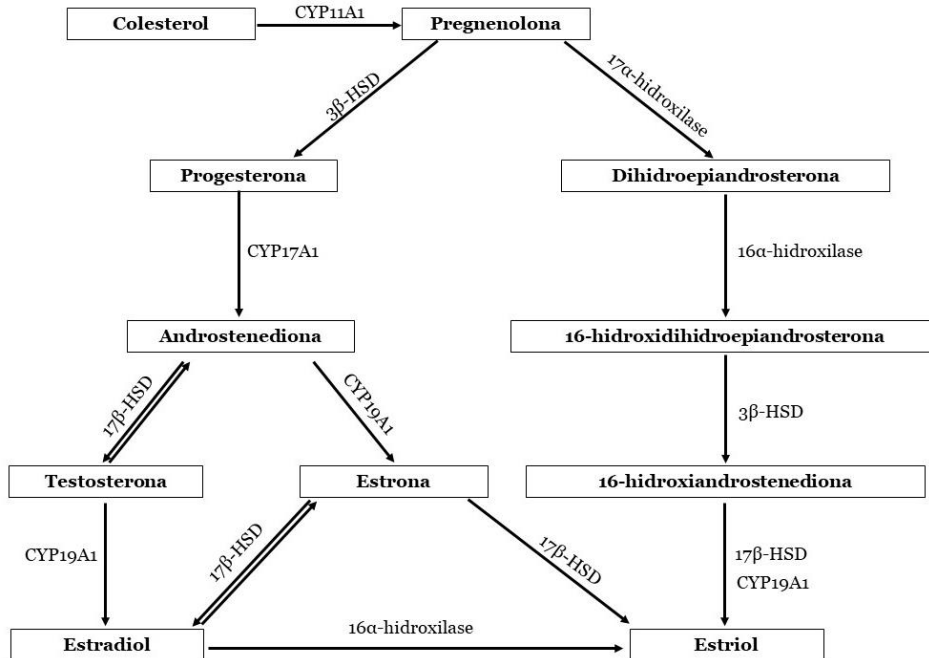 CYP11A1
Colesterol
Pregnenolona
3β-HSD
17α-hidroxilase
Progesterona
Dihidroepiandrosterona
CYP17A1
16α-hidroxilase
Androstenediona
16-hidroxidihidroepiandrosterona
17β-HSD
CYP19A1
3β-HSD
Testosterona
Estrona
16-hidroxiandrostenediona
CYP19A1
17β-HSD
17β-HSD
17β-HSD
CYP19A1
16α-hidroxilase
Estradiol
Estriol